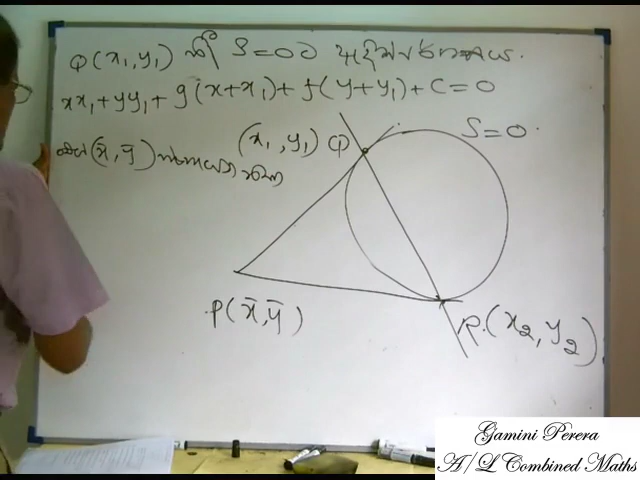 Q(x₁,y₁) හි S=0 ට
xx₁+yy₁+g(x+x₁)+f(y+y₁)+C=0
(x̄, ȳ)
(x₁, y₁) Q
S=0.
P(x̄,ȳ)
R.(x₂,y₂)
Gamini Perera
A/L Combined Maths